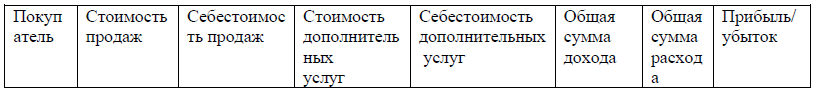 Покуп
атель
Стоимость
продаж
Себестоимос
ть продаж
Стоимость
дополнитель
ных
услуг
Себестоимость
дополнительных
услуг
Общая
сумма
дохода
Общая
сумма
расход
а
Прибыль/
убыток